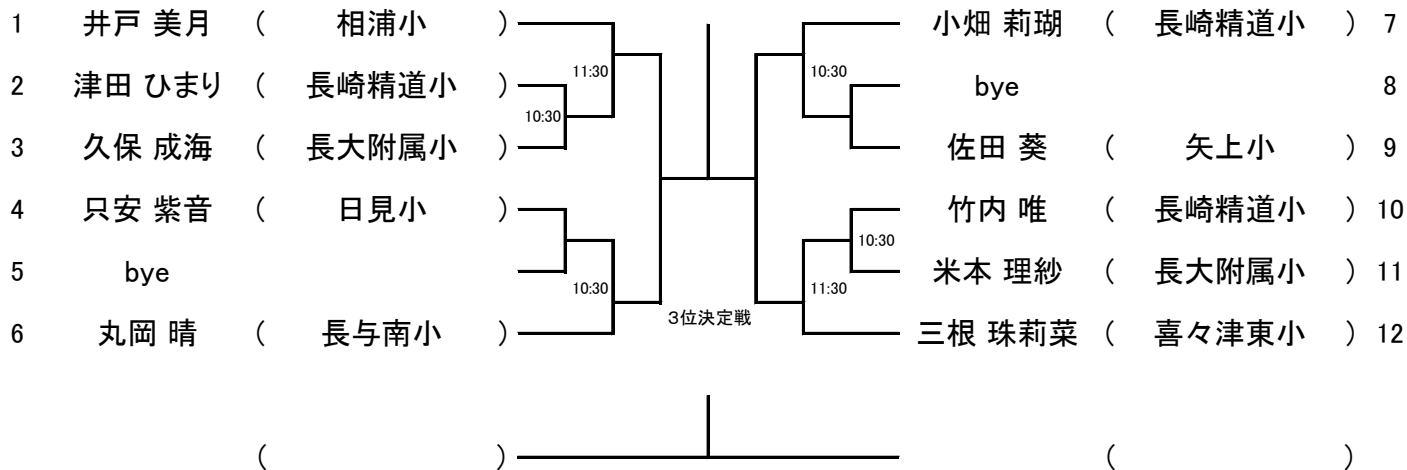 1 井戸 美月 ( 相浦小 ) 小畑 莉瑚 ( 長崎精道小 ) 7
11:30 10:30
2 津田 ひまり ( 長崎精道小 ) bye 8
10:30
3 久保 成海 ( 長大附属小 ) 佐田 葵 ( 矢上小 ) 9
4 只安 紫音 ( 日見小 ) 竹内 唯 ( 長崎精道小 ) 10
10:30
5 bye 米本 理紗 ( 長大附属小 ) 11
10:30 11:30
3位決定戦
6 丸岡 晴 ( 長与南小 ) 三根 珠莉菜 ( 喜々津東小 ) 12
( ) ( )